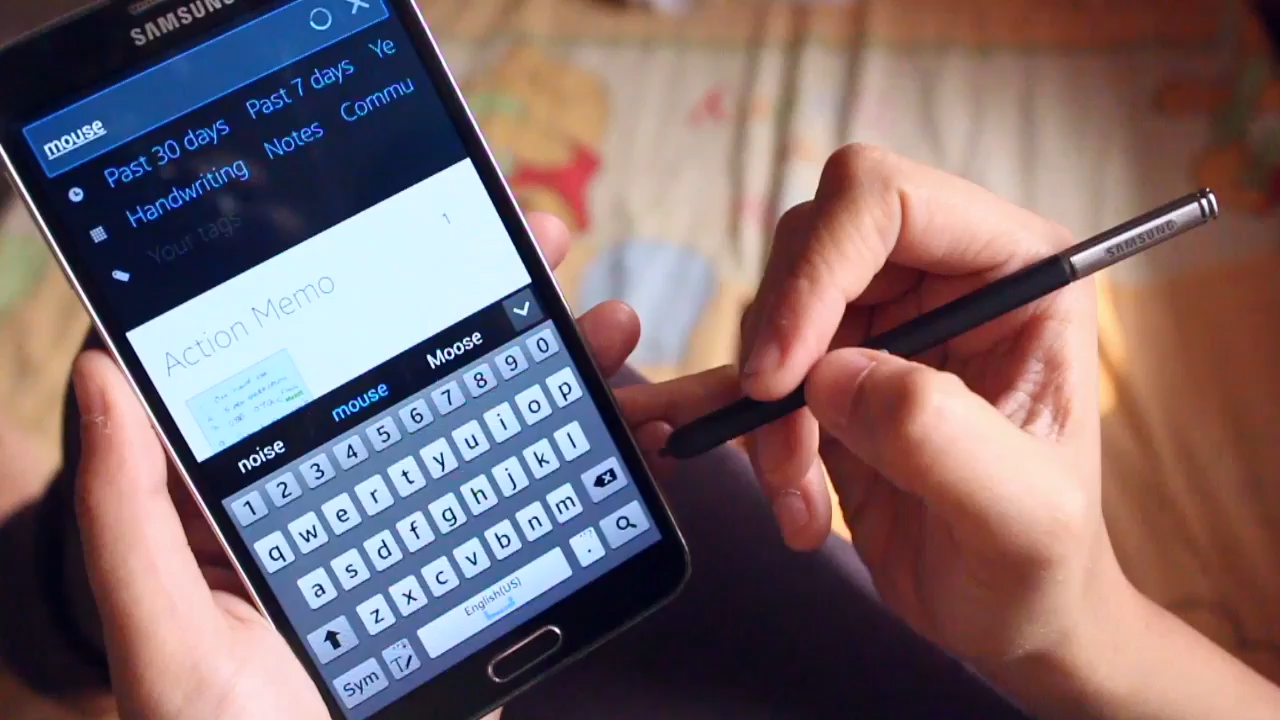 SAMSUNG
mouse
Past 30 days Past 7 days Ye
Handwriting Notes Commu
Your tags
1
Action Memo
noise mouse Moose
1 2 3 4 5 6 7 8 9 0
q w e r t y u i o p
a s d f g h j k l
z x c v b n m
Sym T English(US) .
SAMSUNG